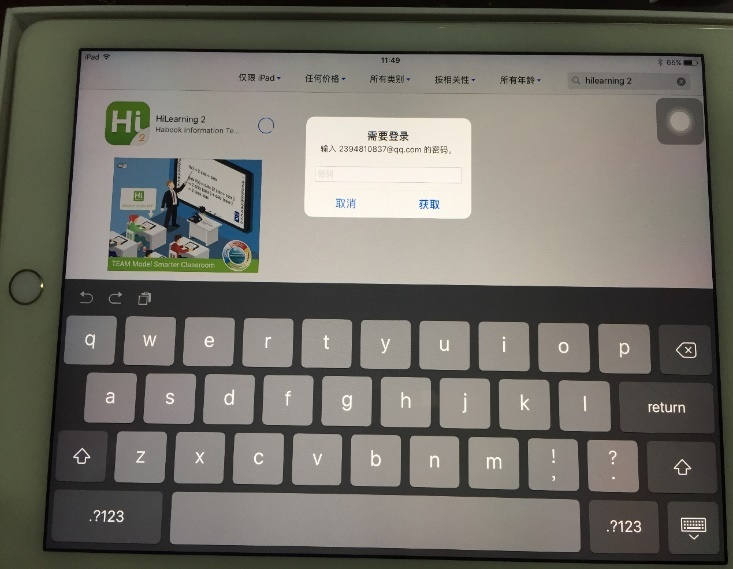 iPad
11:49
65%
仅限 iPad
任何价格
所有类别
按相关性
所有年龄
hilearning 2
Hi
2
HiLearning 2
Habook Information Te...
需要登录
输入 2394810837@qq.com 的密码。
密码
取消
获取
Hi
TEAM Model Smarter Classroom
q w e r t y u i o p
a s d f g h j k l return
z x c v b n m ! , ? .
.?123 .?123